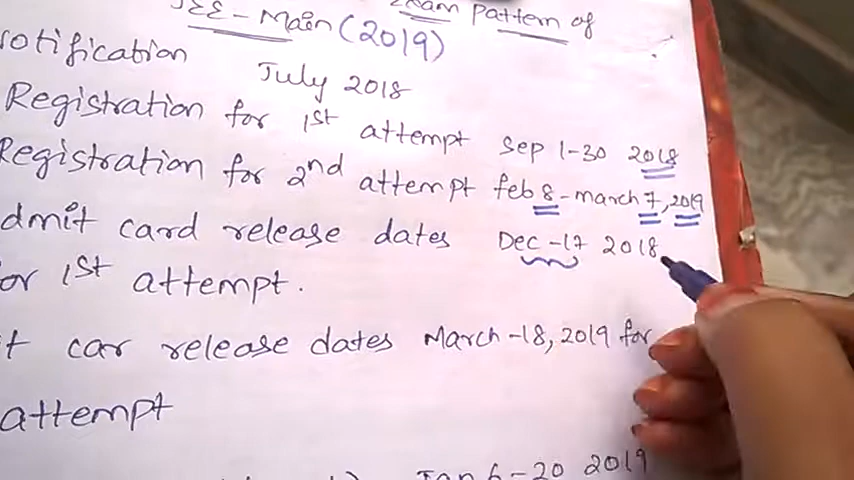 JEE - Main (2019) Exam pattern of
notification July 2018
Registration for 1st attempt Sep 1-30 2018
Registration for 2nd attempt feb 8 - march 7, 2019
dmit card release dates Dec -17 2018
or 1st attempt.
t car release dates March -18, 2019 for
attempt
Jan 6-20 2019